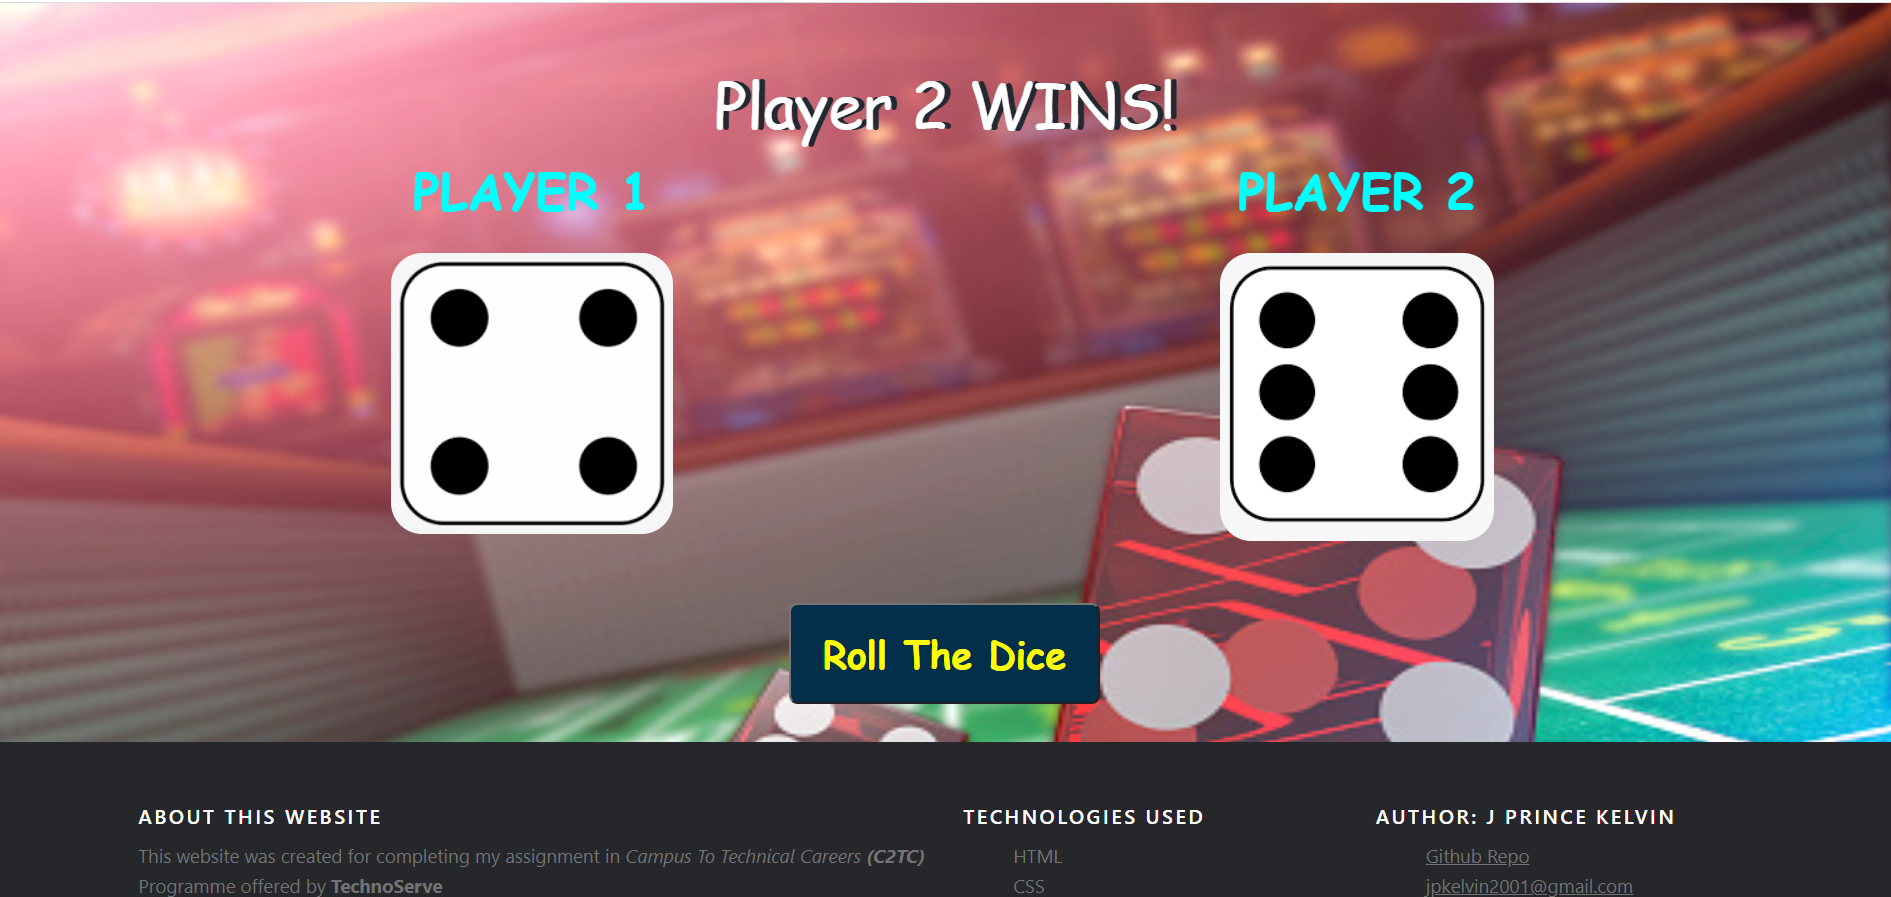 Player 2 WINS!
PLAYER 1
PLAYER 2
Roll The Dice
ABOUT THIS WEBSITE
This website was created for completing my assignment in Campus To Technical Careers (C2TC)
Programme offered by TechnoServe
TECHNOLOGIES USED
HTML
CSS
AUTHOR: J PRINCE KELVIN
Github Repo
jpkelvin2001@gmail.com